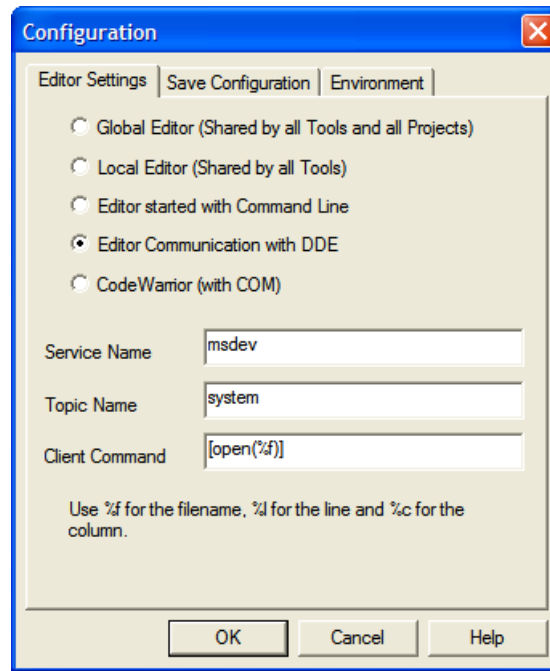 Configuration
Editor Settings Save Configuration Environment
Global Editor (Shared by all Tools and all Projects)
Local Editor (Shared by all Tools)
Editor started with Command Line
Editor Communication with DDE
CodeWarrior (with COM)
Service Name msdev
Topic Name system
Client Command [open(%f)]
Use %f for the filename, %l for the line and %c for the
column.
OK Cancel Help